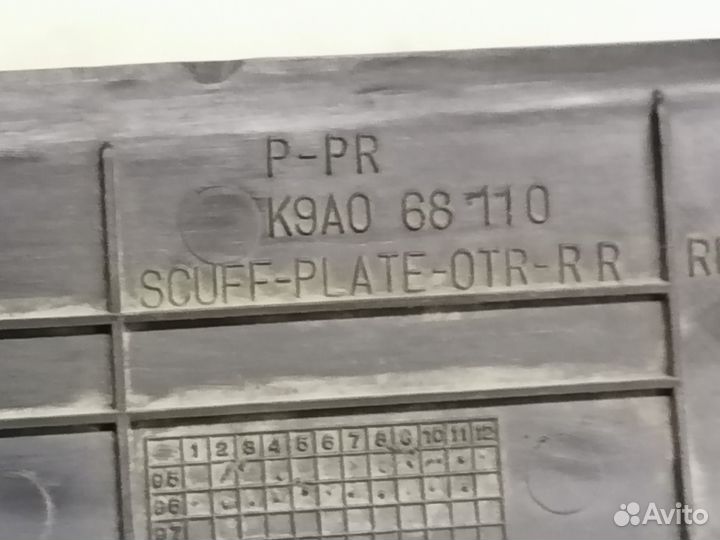 P-PR
K9A0 68 110
SCUFF-PLATE-OTR-R R
1 2 3 4 5 6 7 8 9 10 11 12
95
96
97
Avito